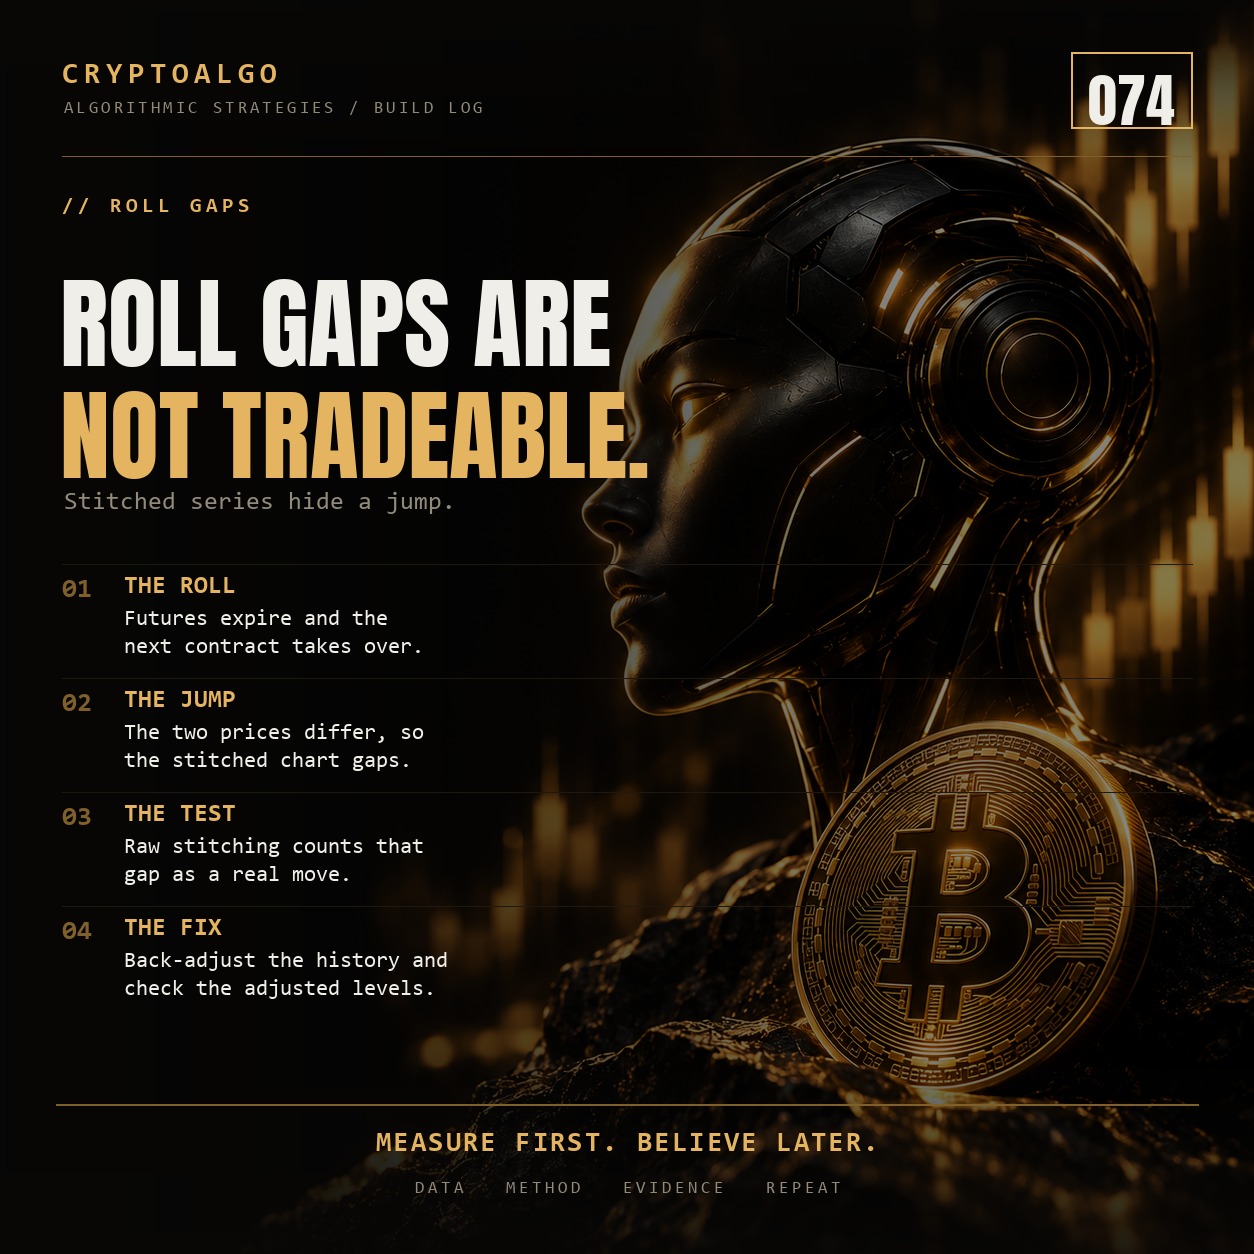 CRYPTOALGO
ALGORITHMIC STRATEGIES / BUILD LOG
074
// ROLL GAPS
ROLL GAPS ARE
NOT TRADEABLE.
Stitched series hide a jump.
01 THE ROLL
Futures expire and the
next contract takes over.
02 THE JUMP
The two prices differ, so
the stitched chart gaps.
03 THE TEST
Raw stitching counts that
gap as a real move.
04 THE FIX
Back-adjust the history and
check the adjusted levels.
MEASURE FIRST. BELIEVE LATER.
DATA METHOD EVIDENCE REPEAT